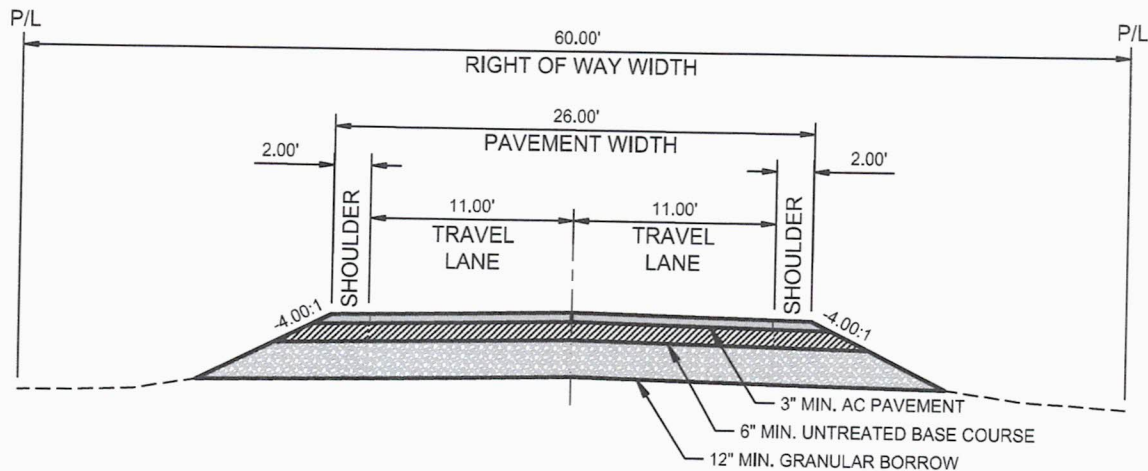 P/L
P/L
60.00'
RIGHT OF WAY WIDTH
26.00'
PAVEMENT WIDTH
2.00'
2.00'
SHOULDER
11.00'
TRAVEL
LANE
11.00'
TRAVEL
LANE
SHOULDER
-4.00:1
-4.00:1
3" MIN. AC PAVEMENT
6" MIN. UNTREATED BASE COURSE
12" MIN. GRANULAR BORROW